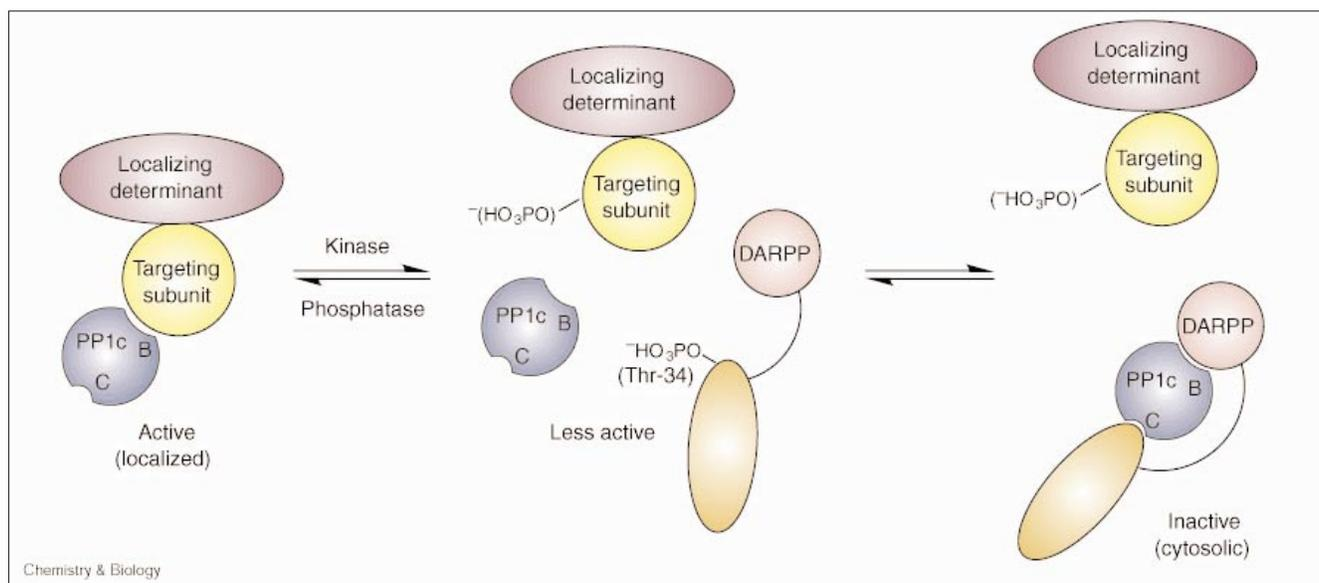 Localizing
determinant
Targeting
subunit
PP1c
B
C
Active
(localized)
Kinase
Phosphatase
Localizing
determinant
Targeting
subunit
⁻(HO₃PO)
DARPP
PP1c
B
C
⁻HO₃PO
(Thr-34)
Less active
Localizing
determinant
Targeting
subunit
(⁻HO₃PO)
DARPP
PP1c
B
C
Inactive
(cytosolic)
Chemistry & Biology